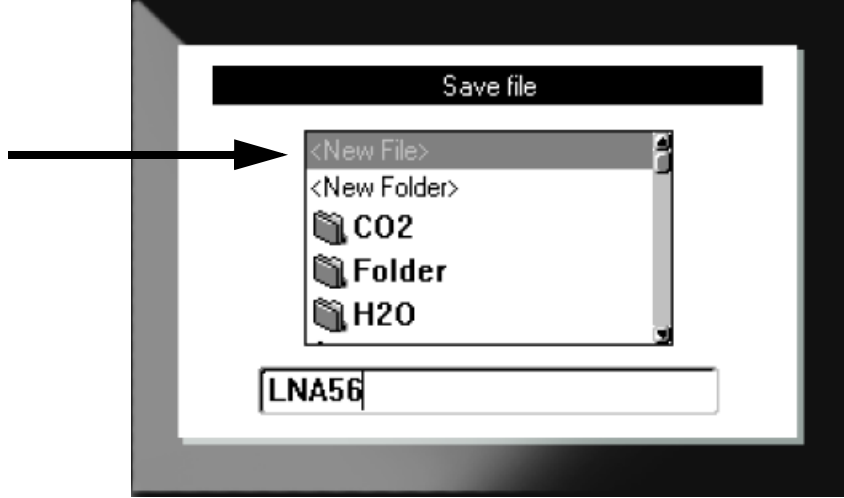 Save file
<New File>
<New Folder>
CO2
Folder
H2O
LNA56